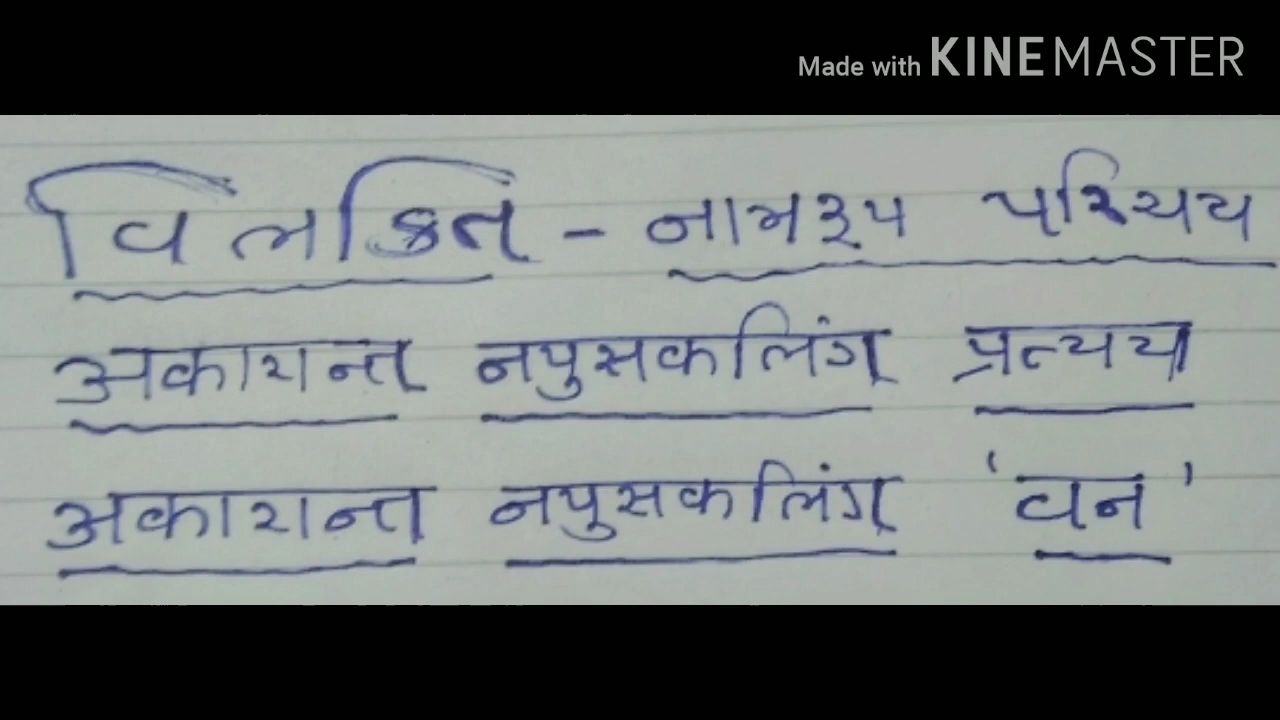 Made with KINEMASTER
विभक्ति - नामरूप परिचय
अकारान्त नपुसकलिंग प्रत्यय
अकारान्त नपुसकलिंग 'वन'